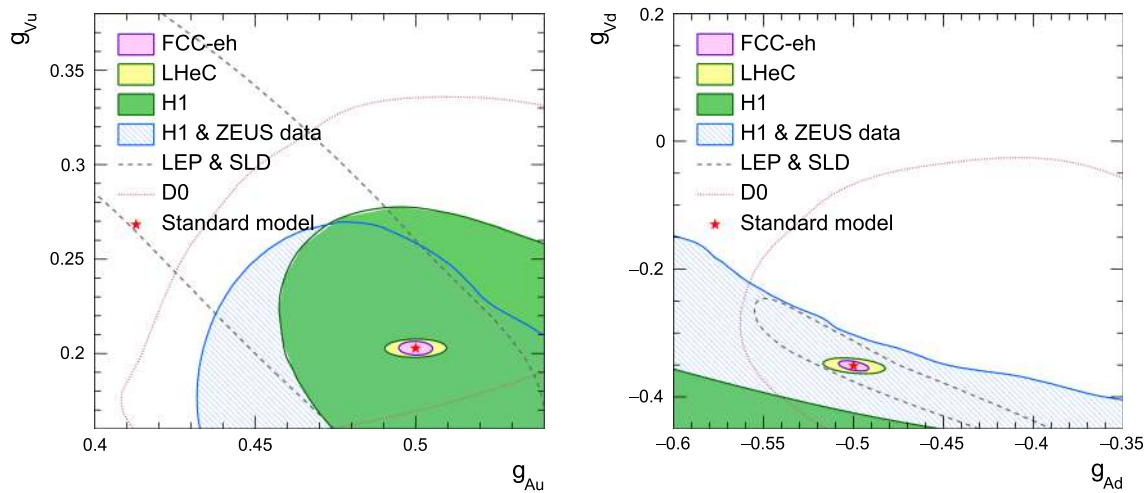 g_Vu
0.35
0.3
0.25
0.2
FCC-eh
LHeC
H1
H1 & ZEUS data
LEP & SLD
D0
Standard model
0.4
0.45
0.5
g_Au
g_Vd
0.2
0
−0.2
−0.4
FCC-eh
LHeC
H1
H1 & ZEUS data
LEP & SLD
D0
Standard model
−0.6
−0.55
−0.5
−0.45
−0.4
−0.35
g_Ad